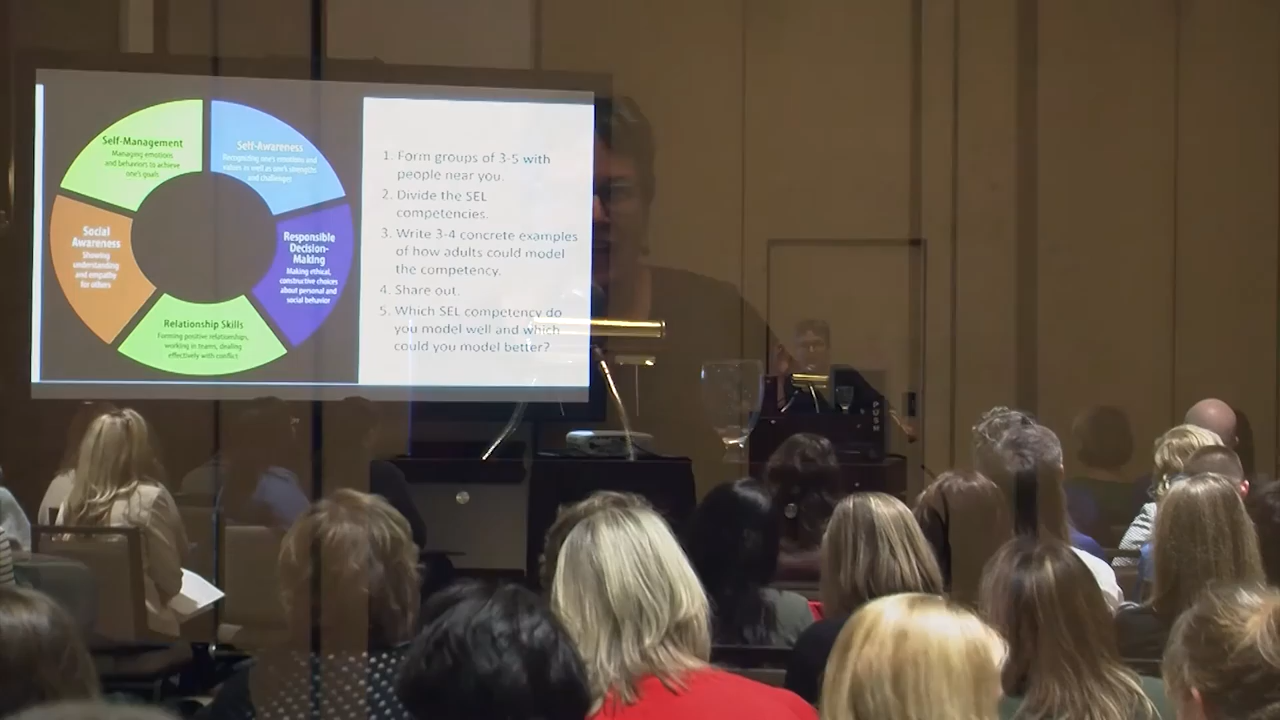 Self-Management
Managing emotions
and behaviors to achieve
one's goals
Self-Awareness
Recognizing one's emotions and
values as well as one's strengths
and challenges
Social
Awareness
Showing
understanding
and empathy
for others
Responsible
Decision-
Making
Making ethical,
constructive choices
about personal and
social behavior
Relationship Skills
Forming positive relationships,
working in teams, dealing
effectively with conflict
1. Form groups of 3-5 with
people near you.
2. Divide the SEL
competencies.
3. Write 3-4 concrete examples
of how adults could model
the competency.
4. Share out.
5. Which SEL competency do
you model well and which
could you model better?
PUSH